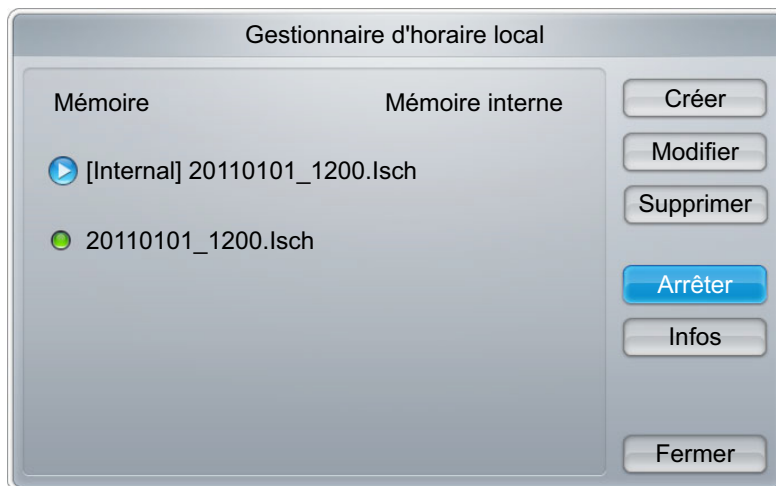 Gestionnaire d'horaire local
Mémoire Mémoire interne
[Internal] 20110101_1200.lsch
20110101_1200.lsch
Créer
Modifier
Supprimer
Arrêter
Infos
Fermer